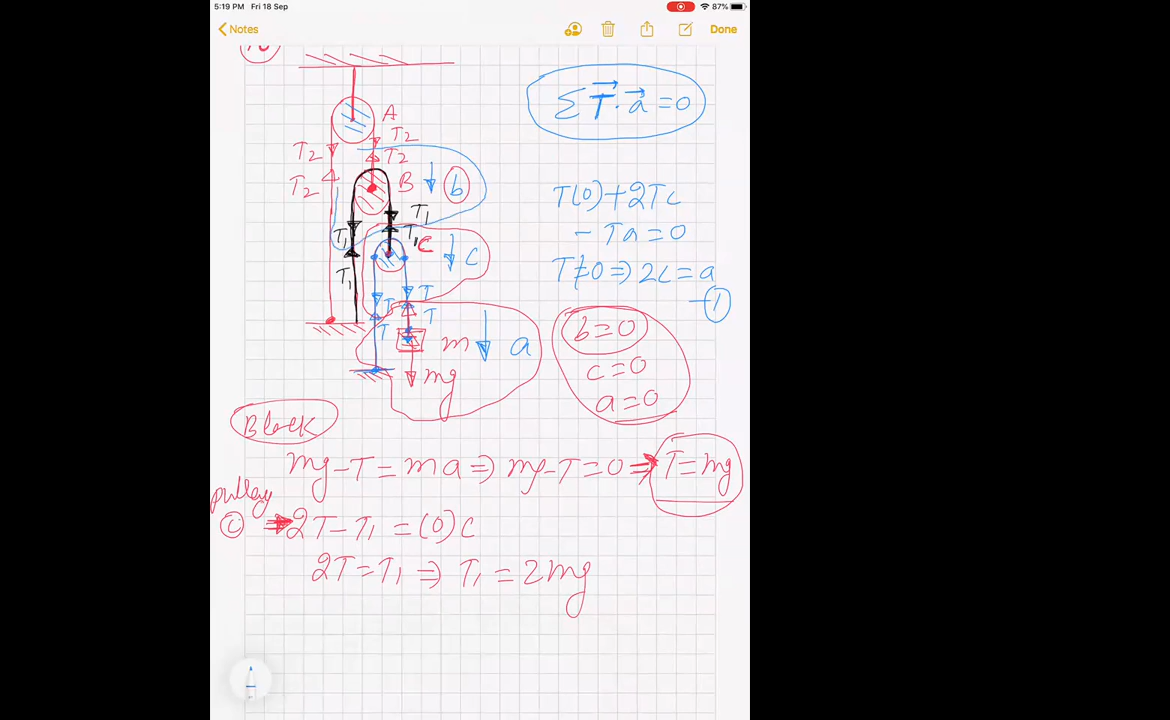 5:19 PM Fri 18 Sep
87%
Notes
Done
∑ T⃗ · a⃗ = 0
A
T2
T2
T2
T2
B
b
T1
T1
T1
T1
C
c
T
T
T
T
m
a
mg
T(0) + 2Tc
- Ta = 0
T ≠ 0 ⇒ 2c = a
- 1
b = 0
c = 0
a = 0
Block
mg - T = ma ⇒ mg - T = 0 ⇒ T = mg
pulley
C ⇒ 2T - T1 = (0) c
2T = T1 ⇒ T1 = 2mg